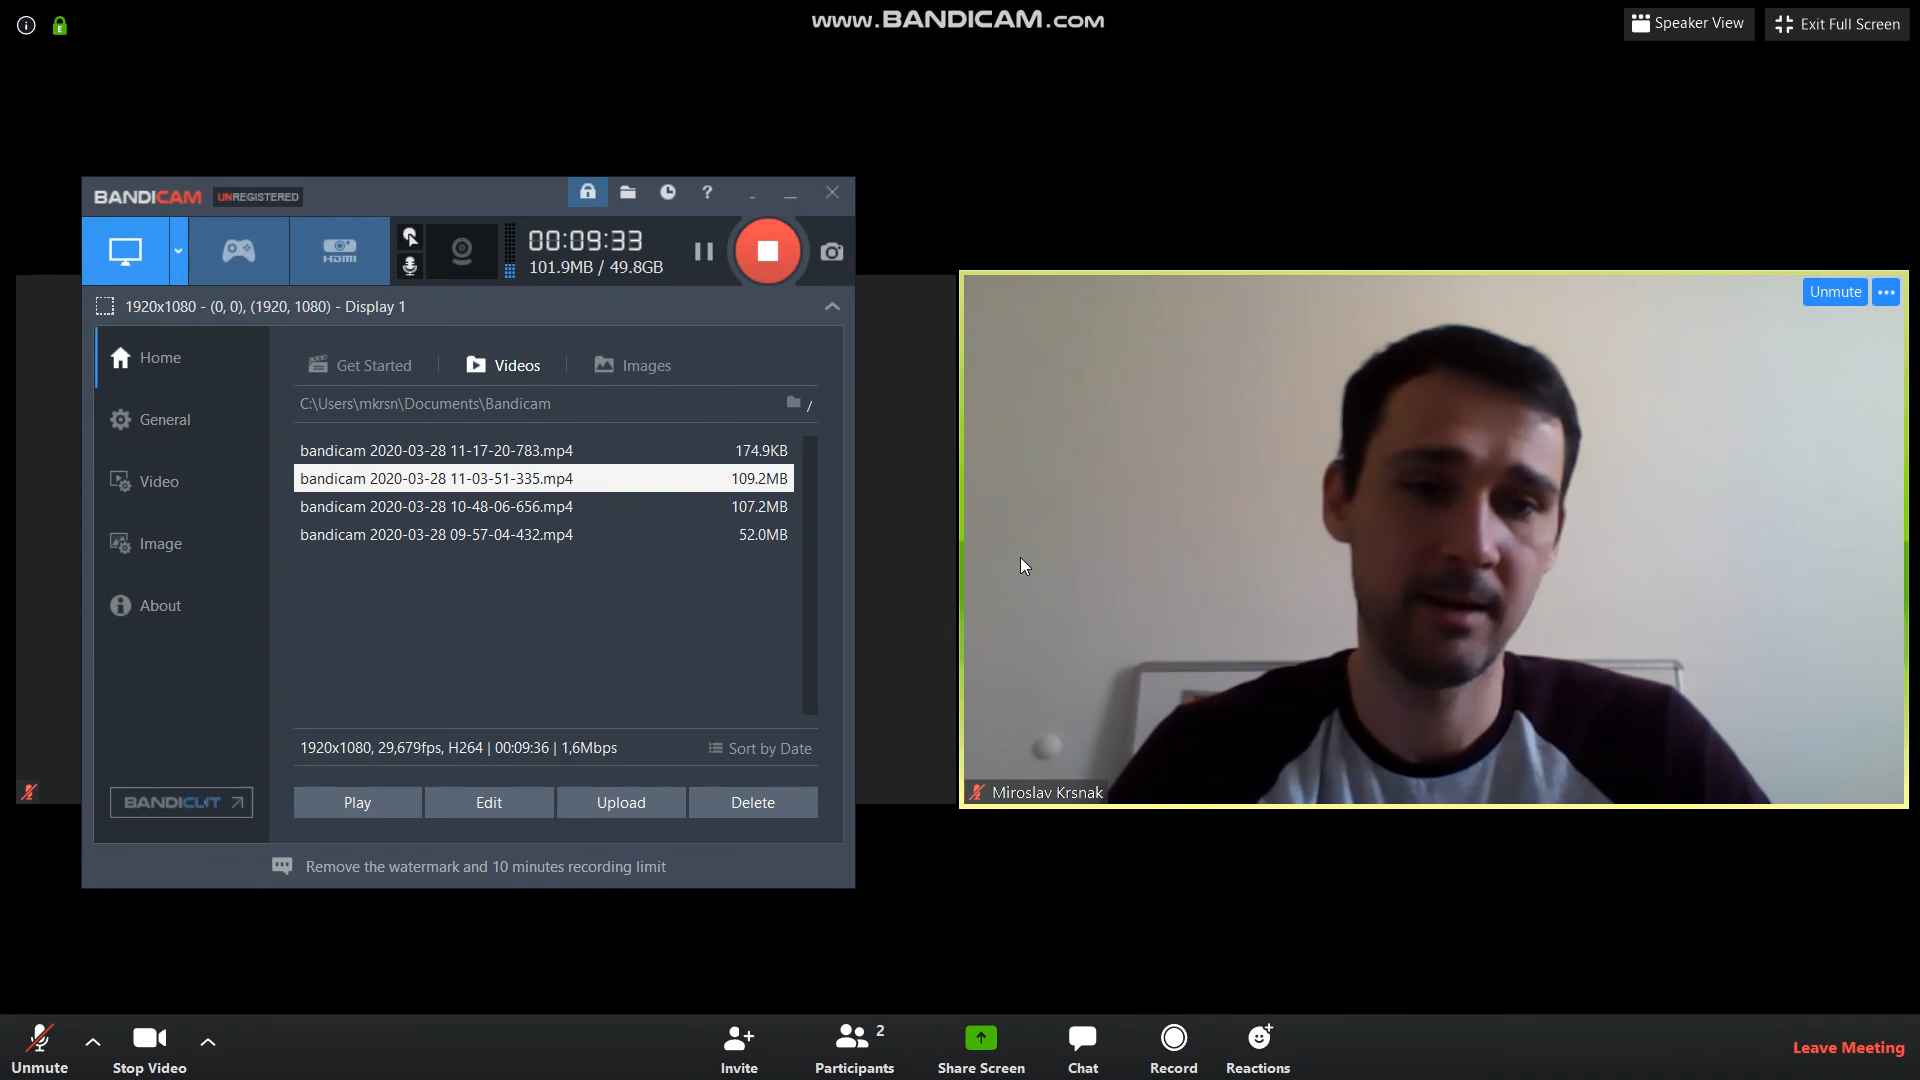 www.BANDICAM.com
Speaker View
Exit Full Screen
BANDICAM UNREGISTERED
?
HDMI
00:09:33
101.9MB / 49.8GB
1920x1080 - (0, 0), (1920, 1080) - Display 1
Home
General
Video
Image
About
Get Started
Videos
Images
C:\Users\mkrsn\Documents\Bandicam
/
bandicam 2020-03-28 11-17-20-783.mp4 174.9KB
bandicam 2020-03-28 11-03-51-335.mp4 109.2MB
bandicam 2020-03-28 10-48-06-656.mp4 107.2MB
bandicam 2020-03-28 09-57-04-432.mp4 52.0MB
1920x1080, 29,679fps, H264 | 00:09:36 | 1,6Mbps
Sort by Date
Play
Edit
Upload
Delete
Remove the watermark and 10 minutes recording limit
Unmute
Miroslav Krsnak
Unmute
Stop Video
Invite
Participants
2
Share Screen
Chat
Record
Reactions
Leave Meeting